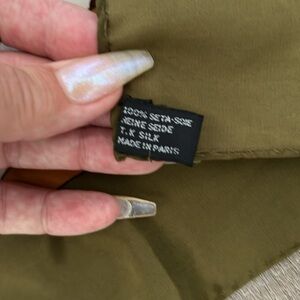 100% SETA-SOIE
REINE SEIDE
T.K SILK
MADE IN PARIS